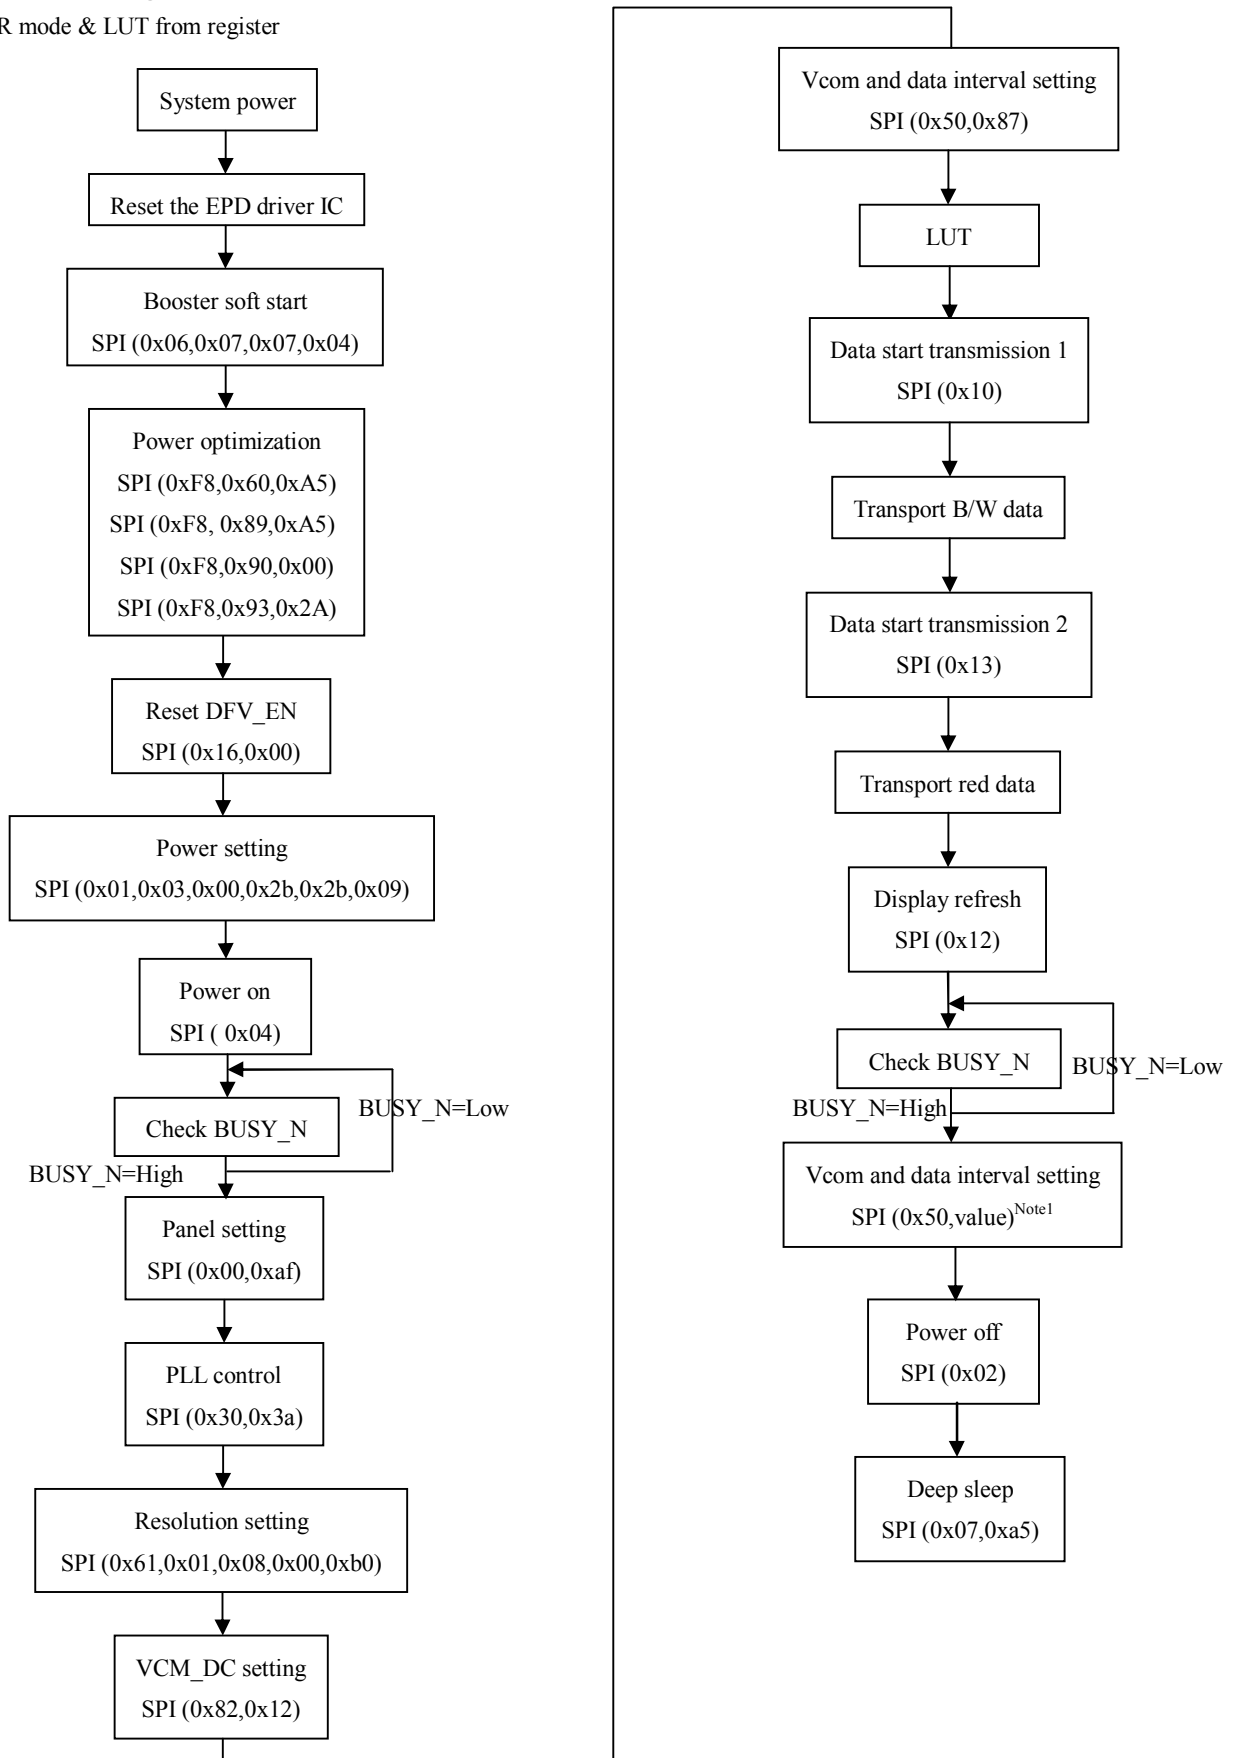 R mode & LUT from register
System power
Reset the EPD driver IC
Booster soft start
SPI (0x06,0x07,0x07,0x04)
Power optimization
SPI (0xF8,0x60,0xA5)
SPI (0xF8, 0x89,0xA5)
SPI (0xF8,0x90,0x00)
SPI (0xF8,0x93,0x2A)
Reset DFV_EN
SPI (0x16,0x00)
Power setting
SPI (0x01,0x03,0x00,0x2b,0x2b,0x09)
Power on
SPI ( 0x04)
BUSY_N=Low
Check BUSY_N
BUSY_N=High
Panel setting
SPI (0x00,0xaf)
PLL control
SPI (0x30,0x3a)
Resolution setting
SPI (0x61,0x01,0x08,0x00,0xb0)
VCM_DC setting
SPI (0x82,0x12)
Vcom and data interval setting
SPI (0x50,0x87)
LUT
Data start transmission 1
SPI (0x10)
Transport B/W data
Data start transmission 2
SPI (0x13)
Transport red data
Display refresh
SPI (0x12)
Check BUSY_N
BUSY_N=Low
BUSY_N=High
Vcom and data interval setting
SPI (0x50,value)Note1
Power off
SPI (0x02)
Deep sleep
SPI (0x07,0xa5)